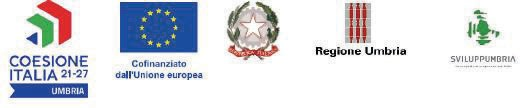 COESIONE
ITALIA 21-27
UMBRIA
Cofinanziato
dall'Unione europea
Regione Umbria
SVILUPPUMBRIA